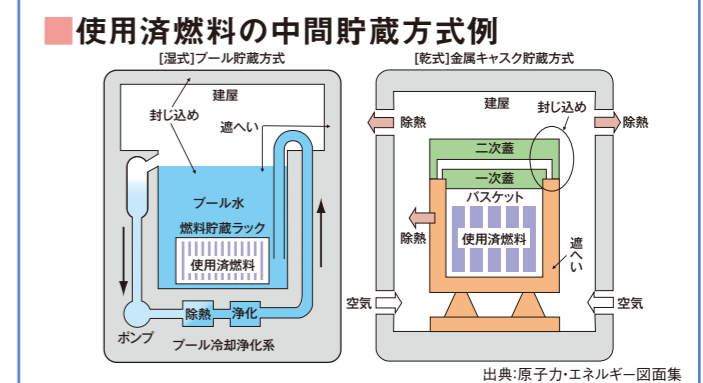 使用済燃料の中間貯蔵方式例
[湿式]プール貯蔵方式
建屋
封じ込め
遮へい
プール水
燃料貯蔵ラック
使用済燃料
除熱
浄化
ポンプ
プール冷却浄化系
[乾式]金属キャスク貯蔵方式
建屋
封じ込め
除熱
除熱
二次蓋
一次蓋
バスケット
除熱
使用済燃料
遮へい
空気
空気
出典:原子力・エネルギー図面集